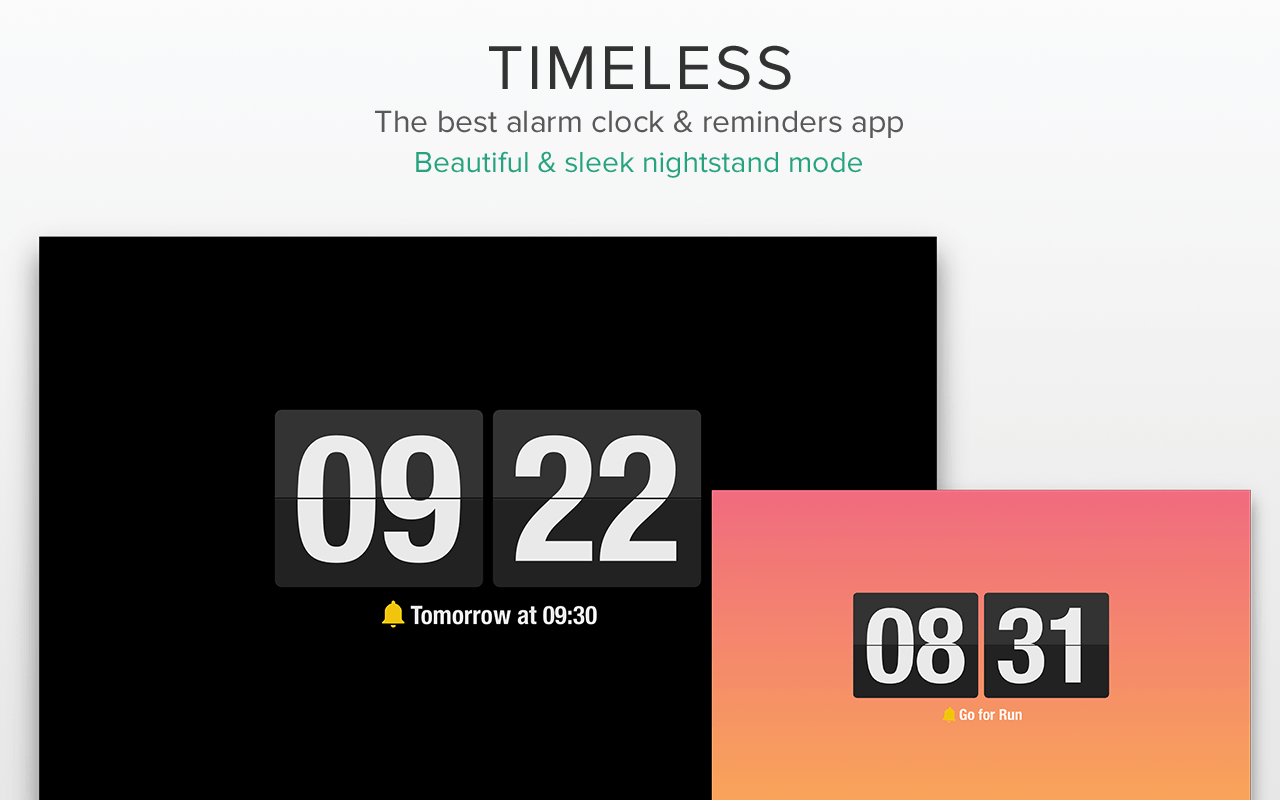 TIMELESS
The best alarm clock & reminders app
Beautiful & sleek nightstand mode
09 22
Tomorrow at 09:30
08 31
Go for Run